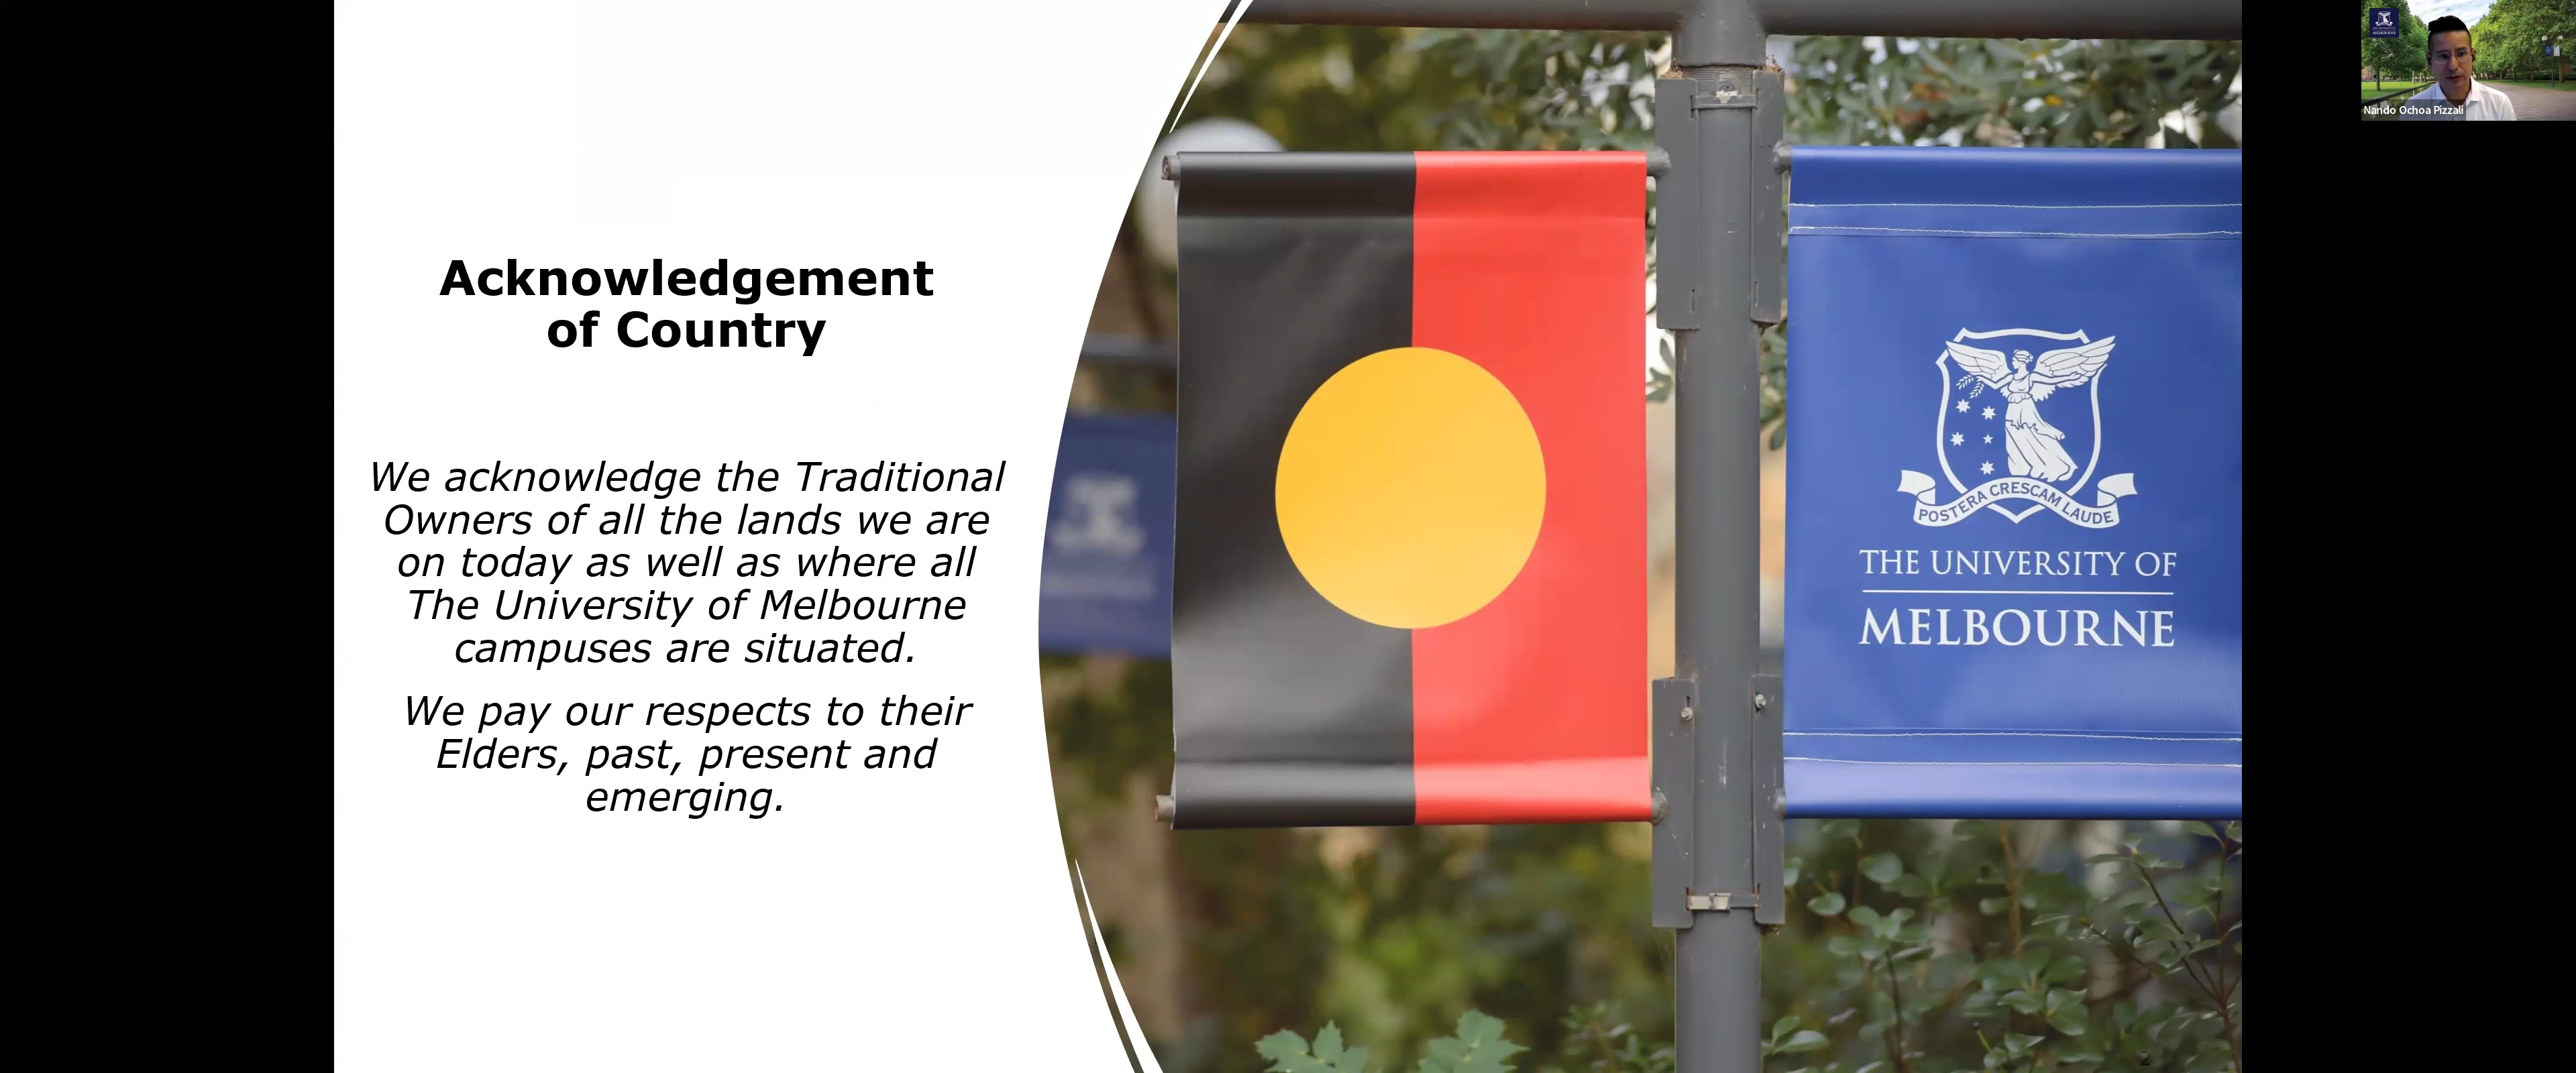 Acknowledgement
of Country
We acknowledge the Traditional
Owners of all the lands we are
on today as well as where all
The University of Melbourne
campuses are situated.
We pay our respects to their
Elders, past, present and
emerging.
POSTERA CRESCAM LAUDE
THE UNIVERSITY OF
MELBOURNE
MELBOURNE
Nando Ochoa Pizzali